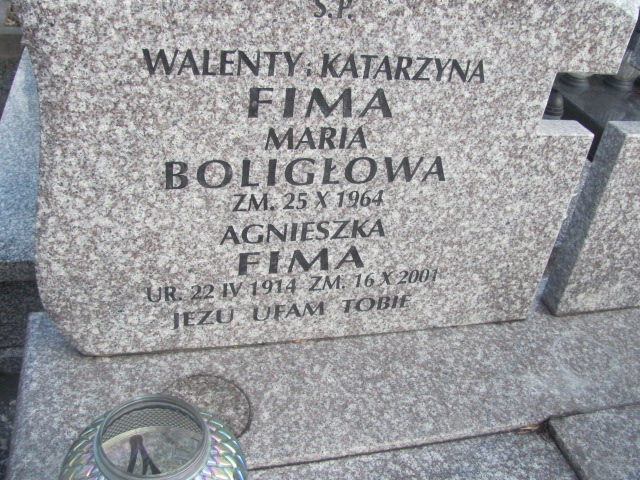 Ś.P.
WALENTY i KATARZYNA
FIMA
MARIA
BOLIGŁOWA
ZM. 25 X 1964
AGNIESZKA
FIMA
UR. 22 IV 1914 ZM. 16 X 2001
JEZU UFAM TOBIE